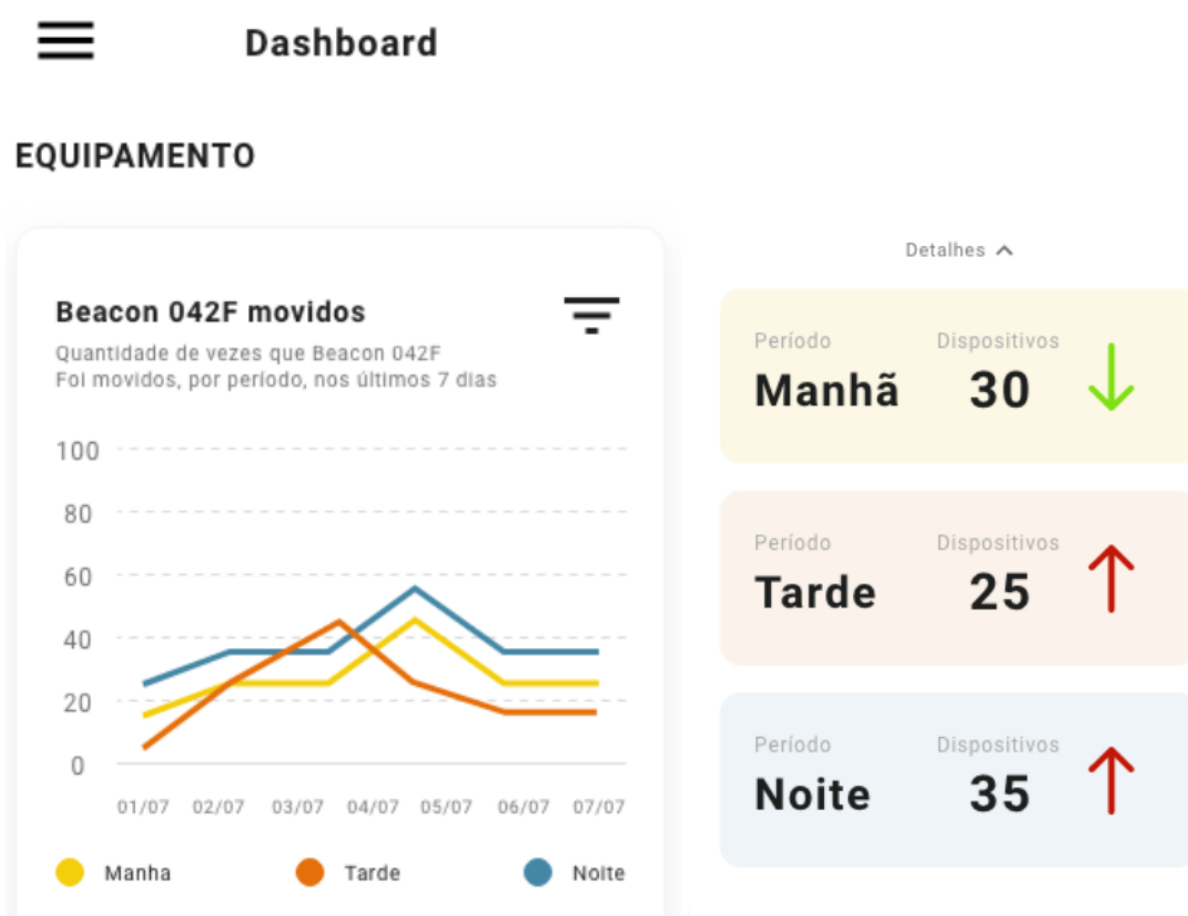 Dashboard
EQUIPAMENTO
Beacon 042F movidos
Quantidade de vezes que Beacon 042F
Foi movidos, por período, nos últimos 7 dias
100
80
60
40
20
0
01/07 02/07 03/07 04/07 05/07 06/07 07/07
Manha Tarde Noite
Detalhes
Período Dispositivos
Manhã 30
Período Dispositivos
Tarde 25
Período Dispositivos
Noite 35